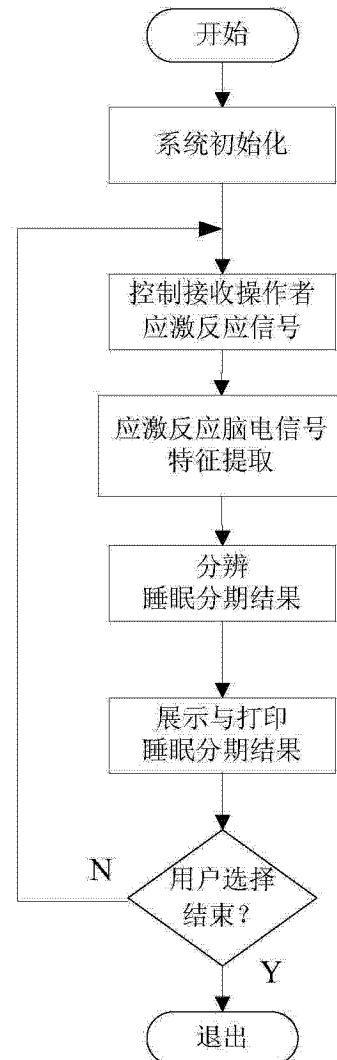 开始
系统初始化
控制接收操作者
应激反应信号
应激反应脑电信号
特征提取
分辨
睡眠分期结果
展示与打印
睡眠分期结果
N
用户选择
结束?
Y
退出